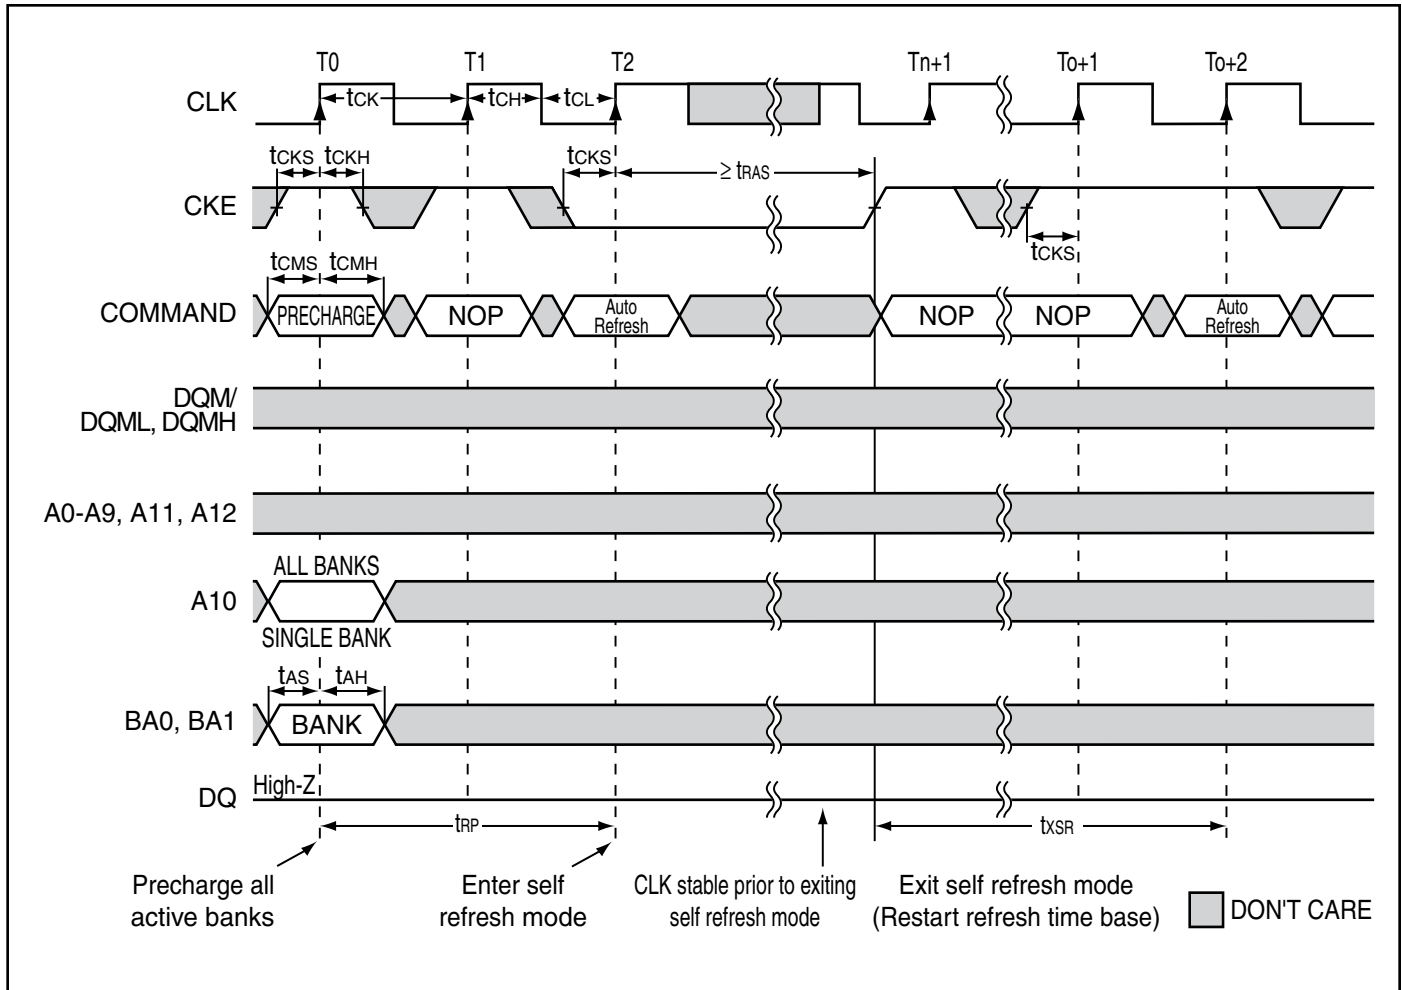 T0 T1 T2 Tn+1 To+1 To+2
CLK tCK tCH tCL
tCKS tCKH tCKS ≥ tRAS
CKE
tCKS
tCMS tCMH
COMMAND PRECHARGE NOP Auto Refresh NOP NOP Auto Refresh
DQM/
DQML, DQMH
A0-A9, A11, A12
ALL BANKS
A10
SINGLE BANK
tAS tAH
BA0, BA1 BANK
DQ High-Z
tRP tXSR
Precharge all
active banks
Enter self
refresh mode
CLK stable prior to exiting
self refresh mode
Exit self refresh mode
(Restart refresh time base)
DON'T CARE